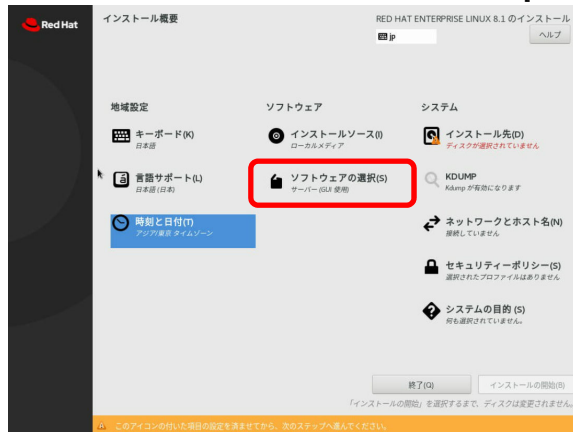 Red Hat
インストール概要
RED HAT ENTERPRISE LINUX 8.1 のインストール
jp
ヘルプ
地域設定
キーボード(K)
日本語
言語サポート(L)
日本語 (日本)
時刻と日付(T)
アジア/東京 タイムゾーン
ソフトウェア
インストールソース(I)
ローカルメディア
ソフトウェアの選択(S)
サーバー (GUI 使用)
システム
インストール先(D)
ディスクが選択されていません
KDUMP
Kdump が有効になります
ネットワークとホスト名(N)
接続していません
セキュリティーポリシー(S)
選択されたプロファイルはありません
システムの目的 (S)
何も選択されていません。
終了(Q)
インストールの開始(B)
「インストールの開始」を選択するまで、ディスクは変更されません。
このアイコンの付いた項目の設定を済ませてから、次のステップへ進んでください。